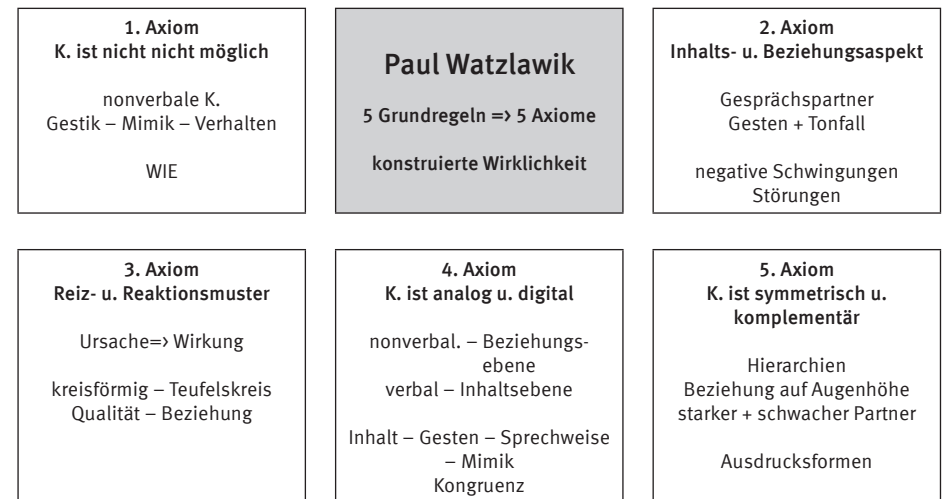 1. Axiom
K. ist nicht nicht möglich
nonverbale K.
Gestik – Mimik – Verhalten
WIE
Paul Watzlawik
5 Grundregeln => 5 Axiome
konstruierte Wirklichkeit
2. Axiom
Inhalts- u. Beziehungsaspekt
Gesprächspartner
Gesten + Tonfall
negative Schwingungen
Störungen
3. Axiom
Reiz- u. Reaktionsmuster
Ursache=> Wirkung
kreisförmig – Teufelskreis
Qualität – Beziehung
4. Axiom
K. ist analog u. digital
nonverbal. – Beziehungs-
ebene
verbal – Inhaltsebene
Inhalt – Gesten – Sprechweise
– Mimik
Kongruenz
5. Axiom
K. ist symmetrisch u.
komplementär
Hierarchien
Beziehung auf Augenhöhe
starker + schwacher Partner
Ausdrucksformen